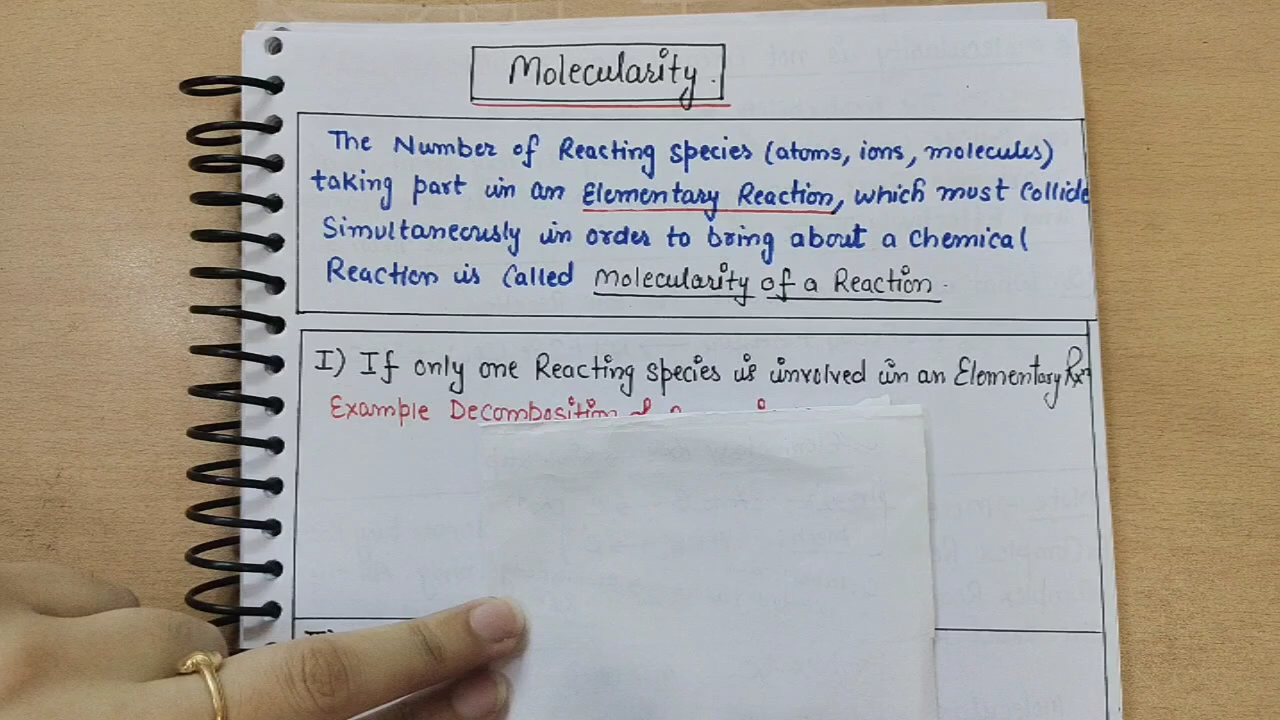 Molecularity.
The Number of Reacting species (atoms, ions, molecules)
taking part in an Elementary Reaction, which must collide
Simultaneously in order to bring about a chemical
Reaction is called Molecularity of a Reaction.
I) If only one Reacting species is involved in an Elementary Rxn
Example Decomposition of